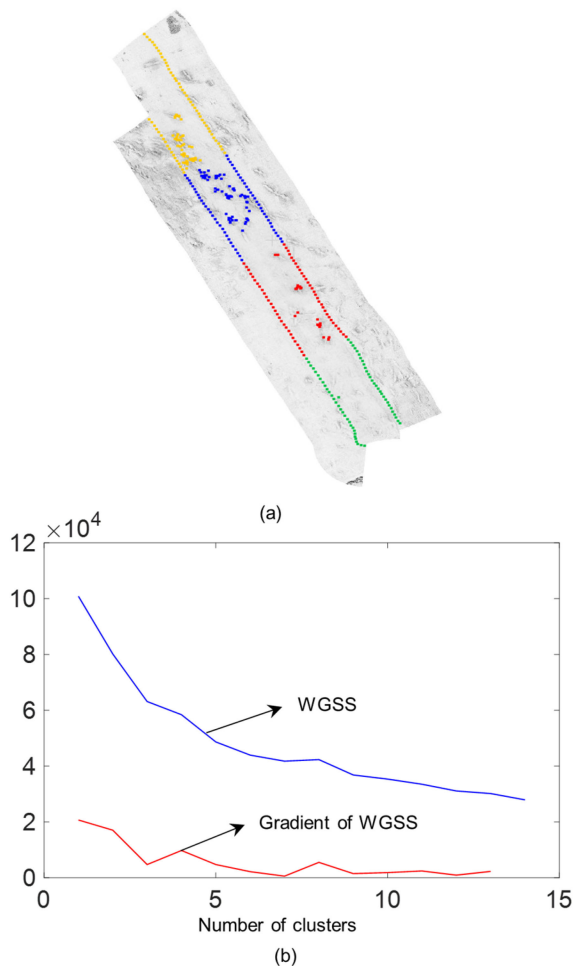 (a)
×10⁴
12
10
8
6
4
2
0
WGSS
Gradient of WGSS
0 5 10 15
Number of clusters
(b)